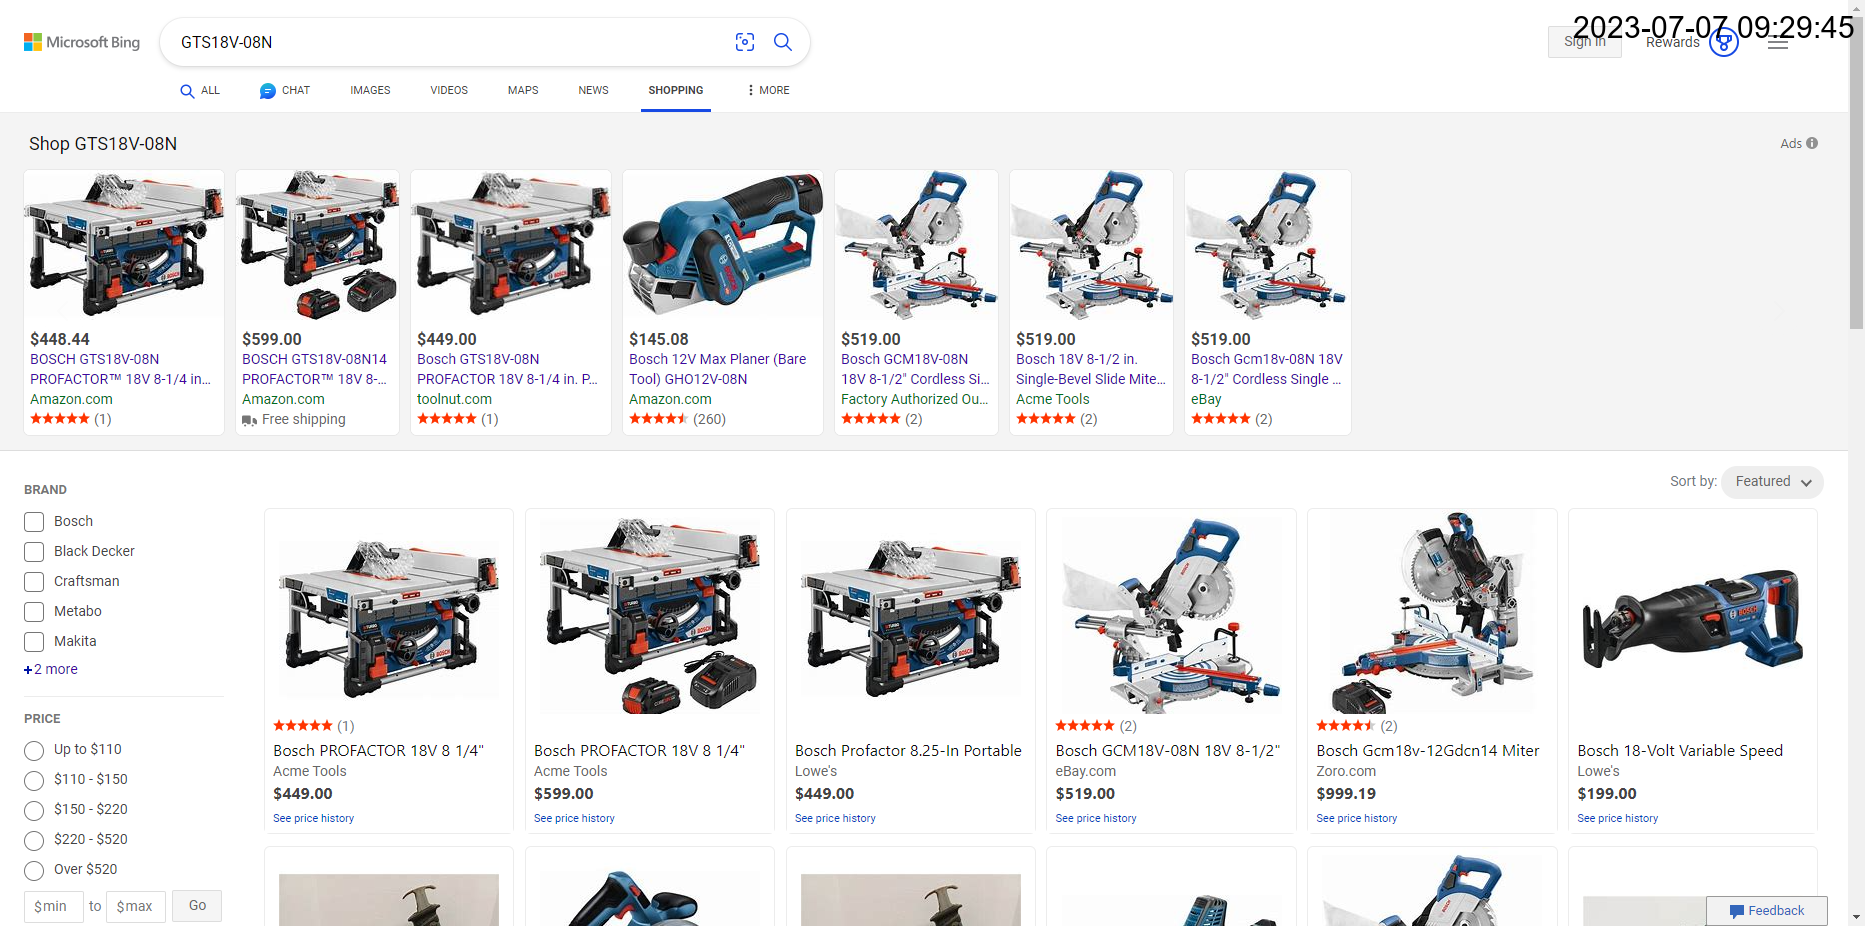 Microsoft Bing
GTS18V-08N
Sign in
Rewards
2023-07-07 09:29:45
ALL
CHAT
IMAGES
VIDEOS
MAPS
NEWS
SHOPPING
MORE
Shop GTS18V-08N
Ads
$448.44
BOSCH GTS18V-08N
PROFACTOR™ 18V 8-1/4 in...
Amazon.com
(1)
$599.00
BOSCH GTS18V-08N14
PROFACTOR™ 18V 8-...
Amazon.com
Free shipping
$449.00
Bosch GTS18V-08N
PROFACTOR 18V 8-1/4 in. P...
toolnut.com
(1)
$145.08
Bosch 12V Max Planer (Bare
Tool) GHO12V-08N
Amazon.com
(260)
$519.00
Bosch GCM18V-08N
18V 8-1/2" Cordless Si...
Factory Authorized Ou...
(2)
$519.00
Bosch 18V 8-1/2 in.
Single-Bevel Slide Mite...
Acme Tools
(2)
$519.00
Bosch Gcm18v-08N 18V
8-1/2" Cordless Single ...
eBay
(2)
Sort by:
Featured
BRAND
Bosch
Black Decker
Craftsman
Metabo
Makita
+2 more
PRICE
Up to $110
$110 - $150
$150 - $220
$220 - $520
Over $520
$min to $max Go
(1)
Bosch PROFACTOR 18V 8 1/4"
Acme Tools
$449.00
See price history
Bosch PROFACTOR 18V 8 1/4"
Acme Tools
$599.00
See price history
Bosch Profactor 8.25-In Portable
Lowe's
$449.00
See price history
(2)
Bosch GCM18V-08N 18V 8-1/2"
eBay.com
$519.00
See price history
(2)
Bosch Gcm18v-12Gdcn14 Miter
Zoro.com
$999.19
See price history
BOSCH
Bosch 18-Volt Variable Speed
Lowe's
$199.00
See price history
Feedback